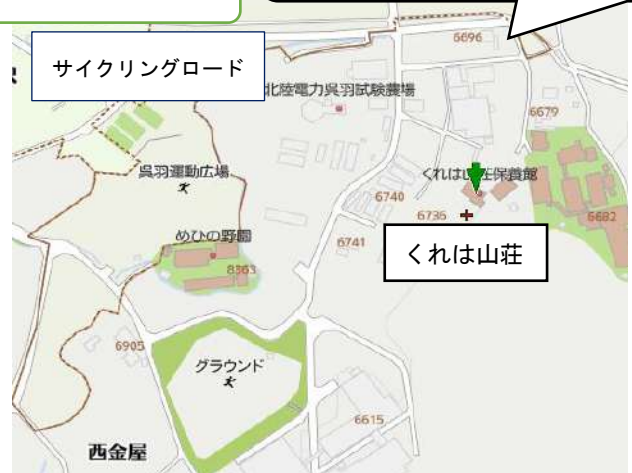 サイクリングロード
6696
北陸電力呉羽試験農場
6679
呉羽運動広場
くれは山荘保養館
6740
6736
6682
めひの野園
6741
くれは山荘
8363
6905
グラウンド
6615
西金屋